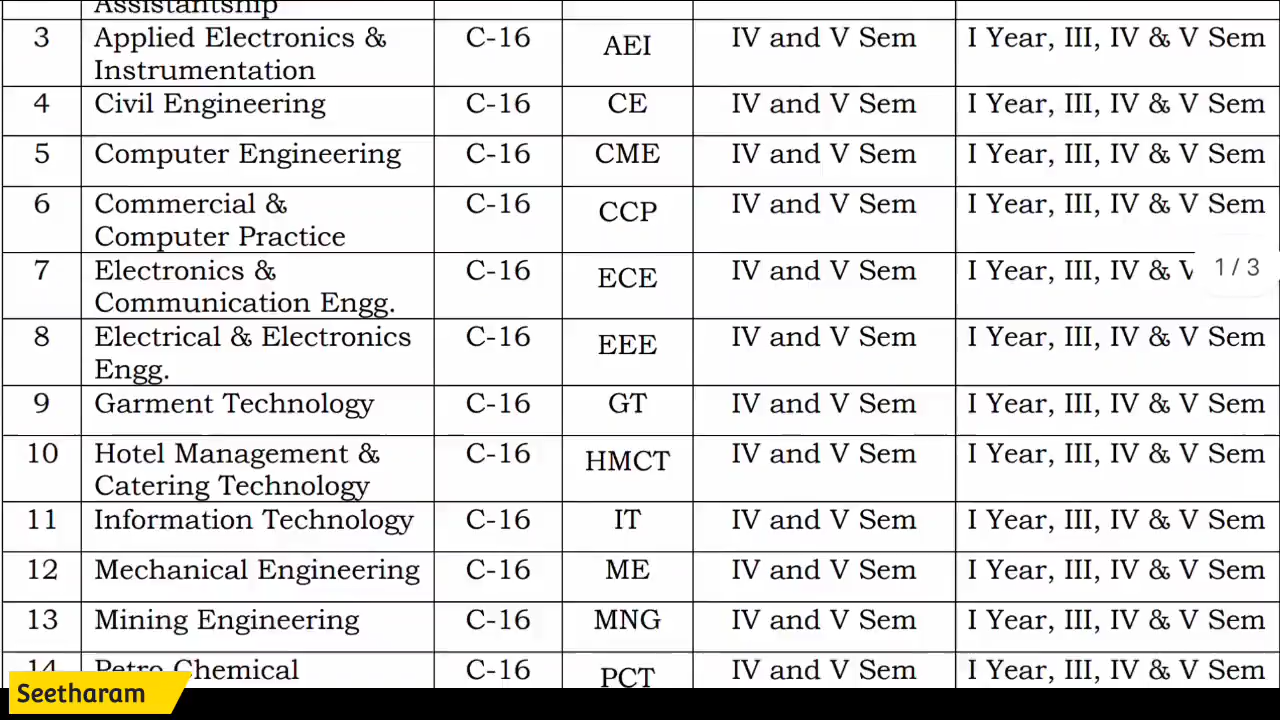 Assistantship
3 Applied Electronics & C-16 AEI IV and V Sem I Year, III, IV & V Sem
Instrumentation
4 Civil Engineering C-16 CE IV and V Sem I Year, III, IV & V Sem
5 Computer Engineering C-16 CME IV and V Sem I Year, III, IV & V Sem
6 Commercial & C-16 CCP IV and V Sem I Year, III, IV & V Sem
Computer Practice
7 Electronics & C-16 ECE IV and V Sem I Year, III, IV & V 1 / 3
Communication Engg.
8 Electrical & Electronics C-16 EEE IV and V Sem I Year, III, IV & V Sem
Engg.
9 Garment Technology C-16 GT IV and V Sem I Year, III, IV & V Sem
10 Hotel Management & C-16 HMCT IV and V Sem I Year, III, IV & V Sem
Catering Technology
11 Information Technology C-16 IT IV and V Sem I Year, III, IV & V Sem
12 Mechanical Engineering C-16 ME IV and V Sem I Year, III, IV & V Sem
13 Mining Engineering C-16 MNG IV and V Sem I Year, III, IV & V Sem
14 Petro Chemical C-16 PCT IV and V Sem I Year, III, IV & V Sem
Seetharam